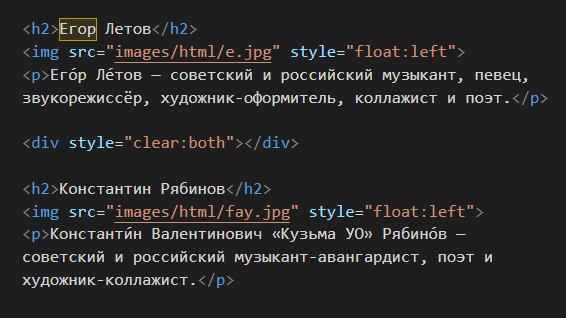 <h2>Егор Летов</h2>
<img src="images/html/e.jpg" style="float:left">
<p>Его́р Ле́тов — советский и российский музыкант, певец,
звукорежиссёр, художник-оформитель, коллажист и поэт.</p>
<div style="clear:both"></div>
<h2>Константин Рябинов</h2>
<img src="images/html/fay.jpg" style="float:left">
<p>Константи́н Валентинович «Кузьма УО» Рябино́в —
советский и российский музыкант-авангардист, поэт и
художник-коллажист.</p>